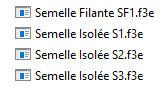 Semelle Filante SF1.f3e
Semelle Isolée S1.f3e
Semelle Isolée S2.f3e
Semelle Isolée S3.f3e